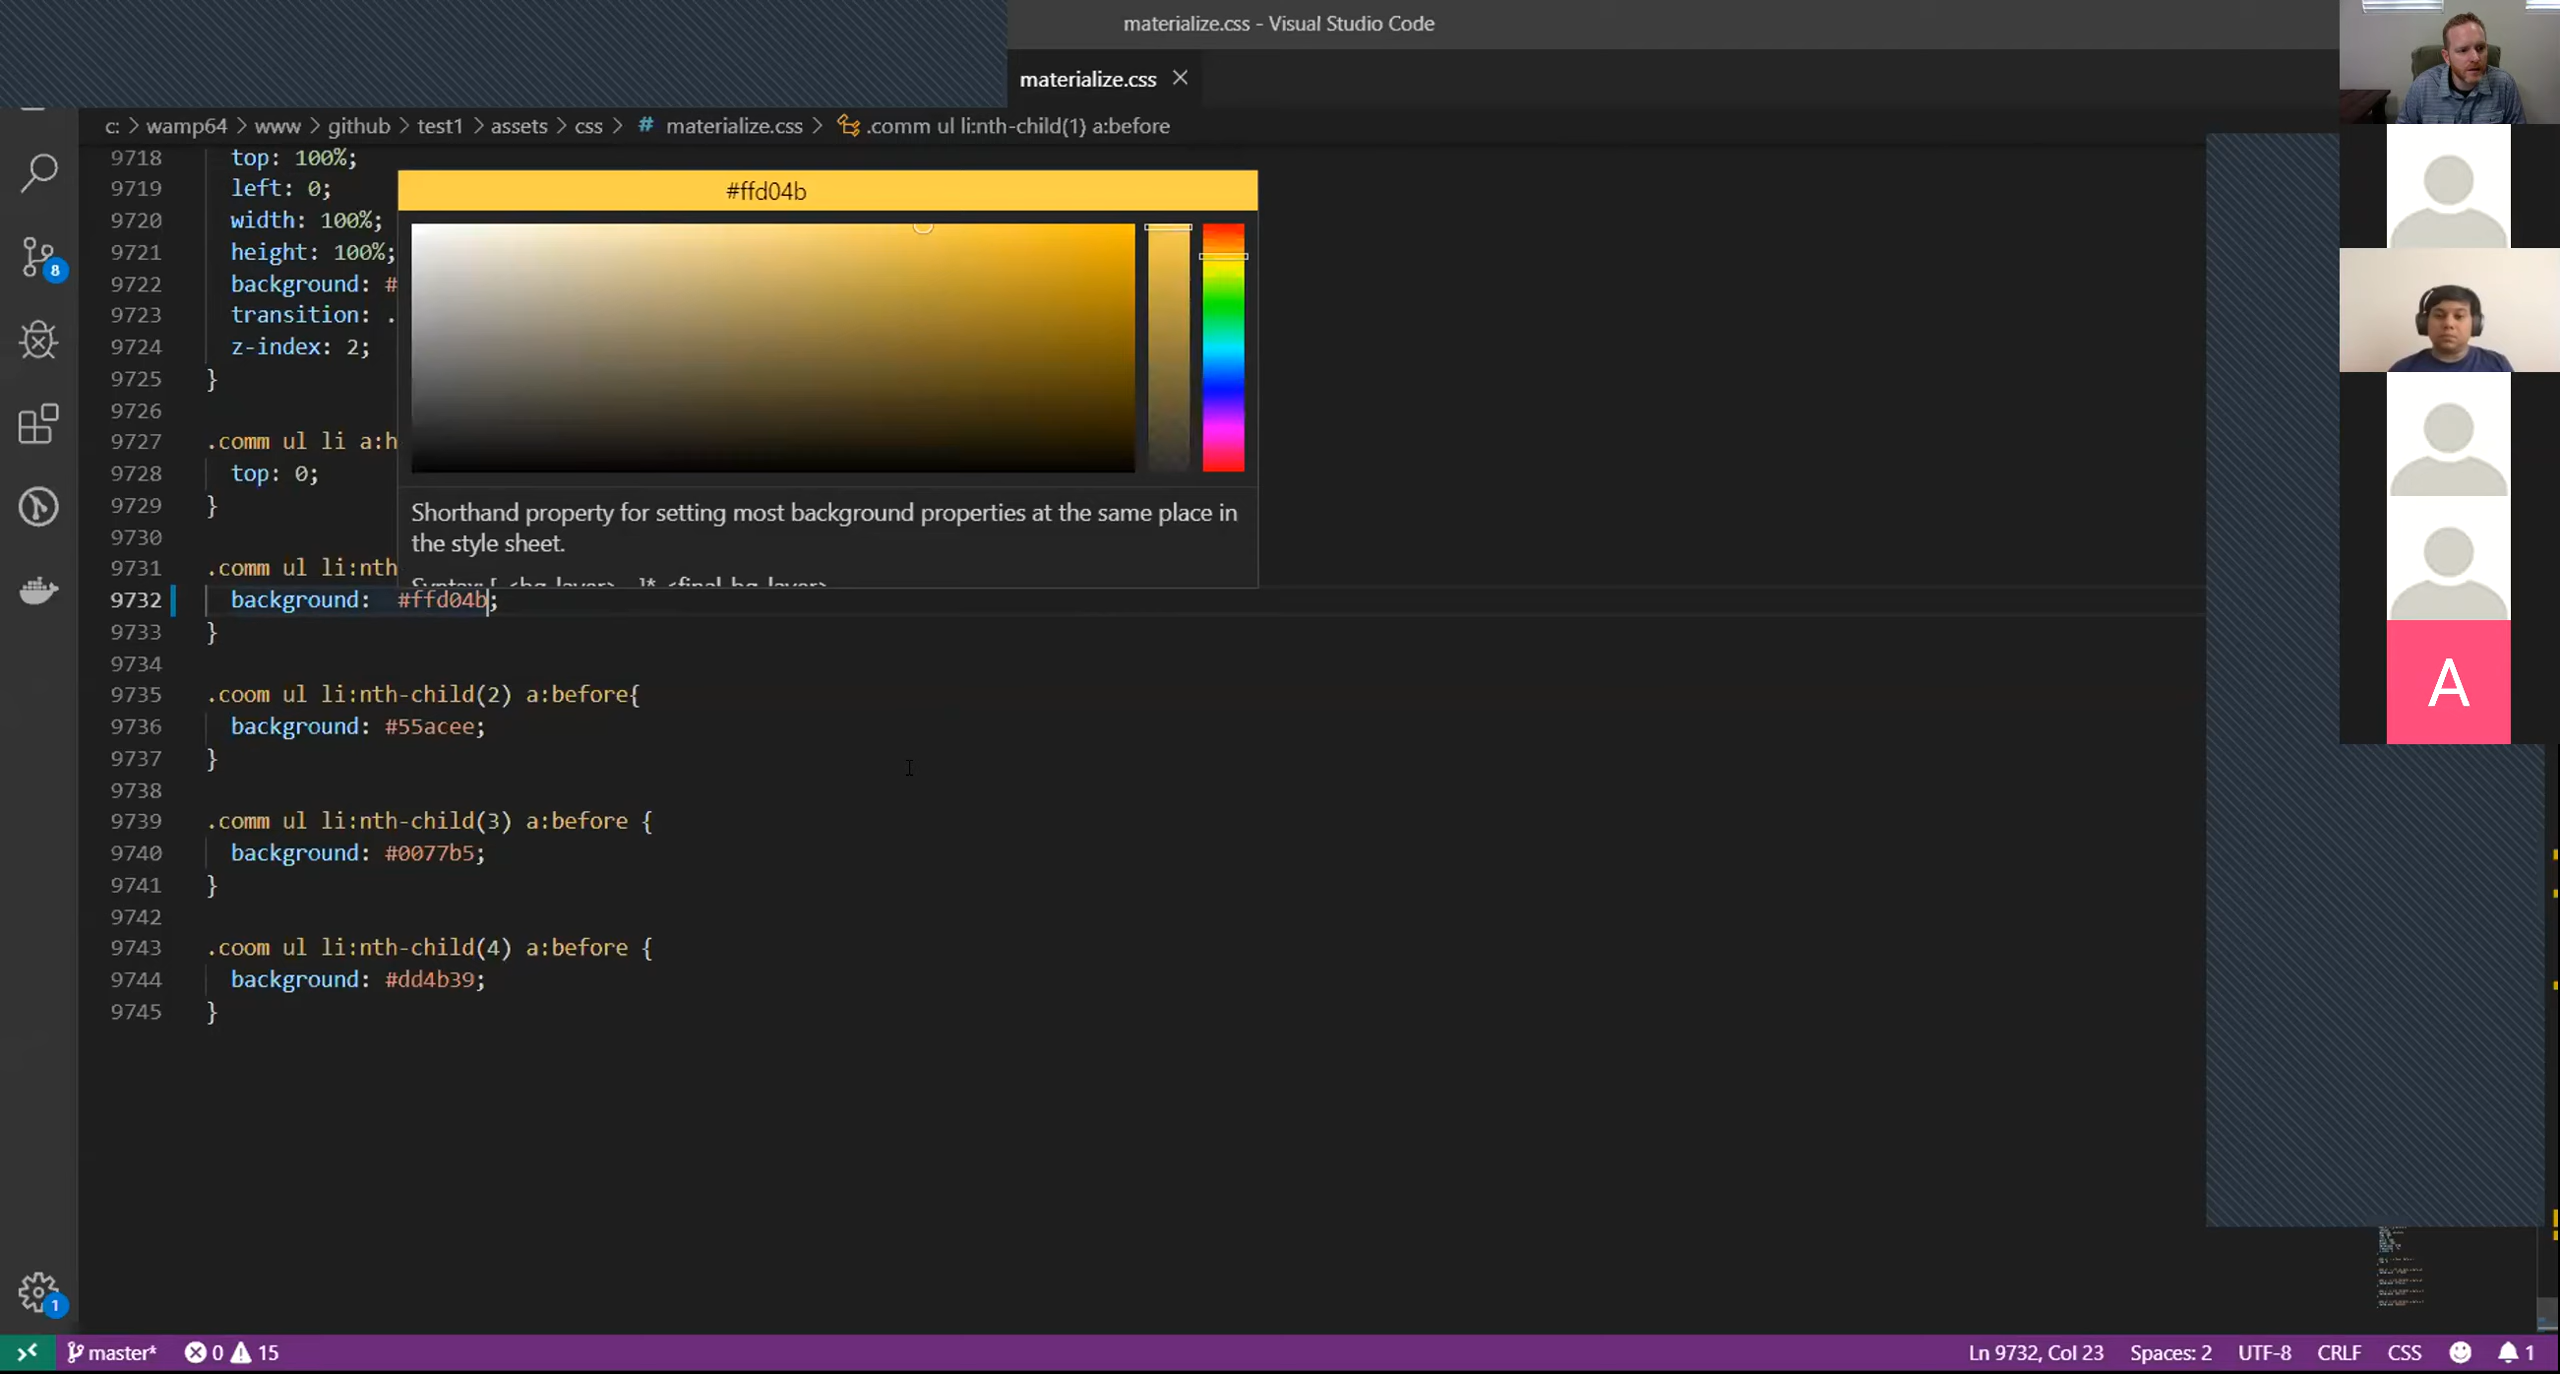 materialize.css - Visual Studio Code
materialize.css
c: > wamp64 > www > github > test1 > assets > css > # materialize.css > .comm ul li:nth-child(1) a:before
9718 top: 100%;
9719 left: 0;
9720 width: 100%;
9721 height: 100%;
9722 background: #
9723 transition: .
9724 z-index: 2;
9725 }
9726
9727 .comm ul li a:h
9728 top: 0;
9729 }
9730
9731 .comm ul li:nth
#ffd04b
Shorthand property for setting most background properties at the same place in
the style sheet.
Syntax: [ <bg-layer> , ]* <final-bg-layer>
9732 background:  #ffd04b;
9733 }
9734
9735 .coom ul li:nth-child(2) a:before{
9736 background: #55acee;
9737 }
9738
9739 .comm ul li:nth-child(3) a:before {
9740 background: #0077b5;
9741 }
9742
9743 .coom ul li:nth-child(4) a:before {
9744 background: #dd4b39;
9745 }
8
1
A
master* 0 15 Ln 9732, Col 23 Spaces: 2 UTF-8 CRLF CSS 1